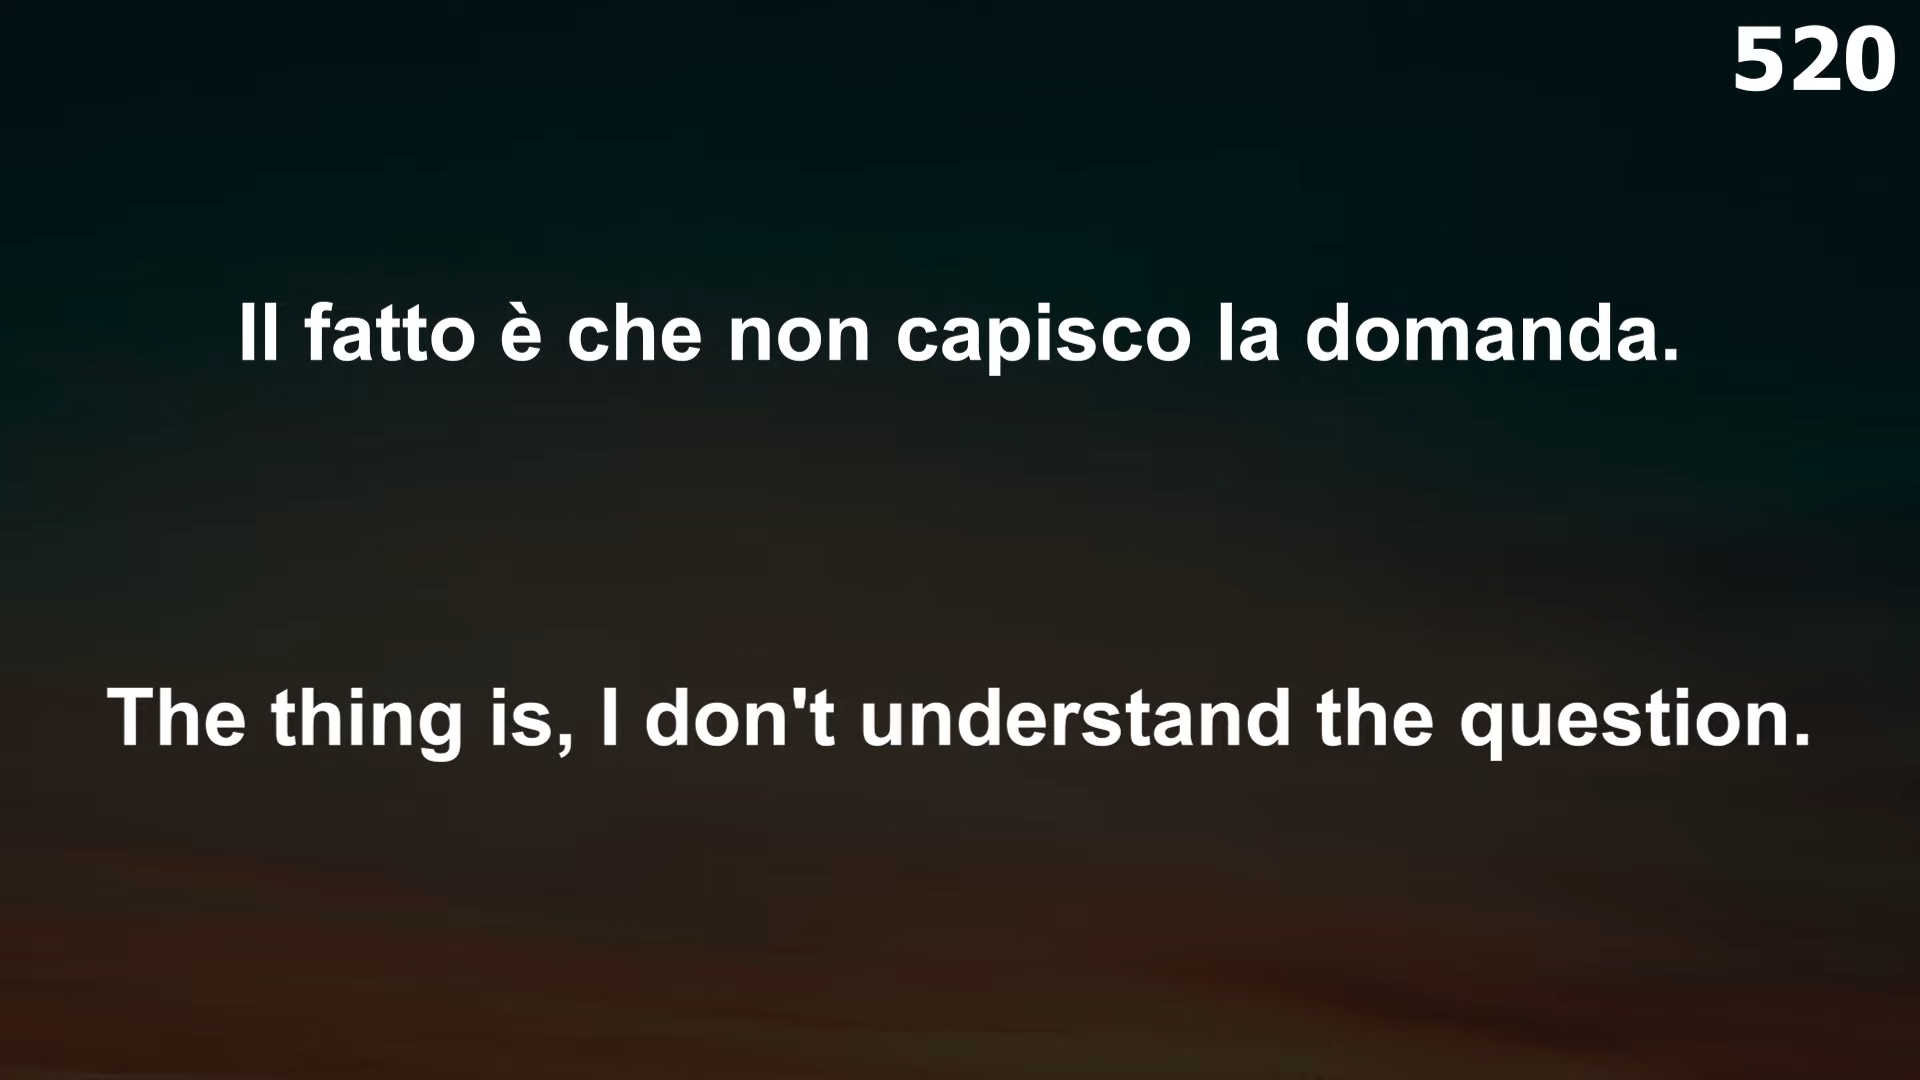 520
Il fatto è che non capisco la domanda.
The thing is, I don't understand the question.